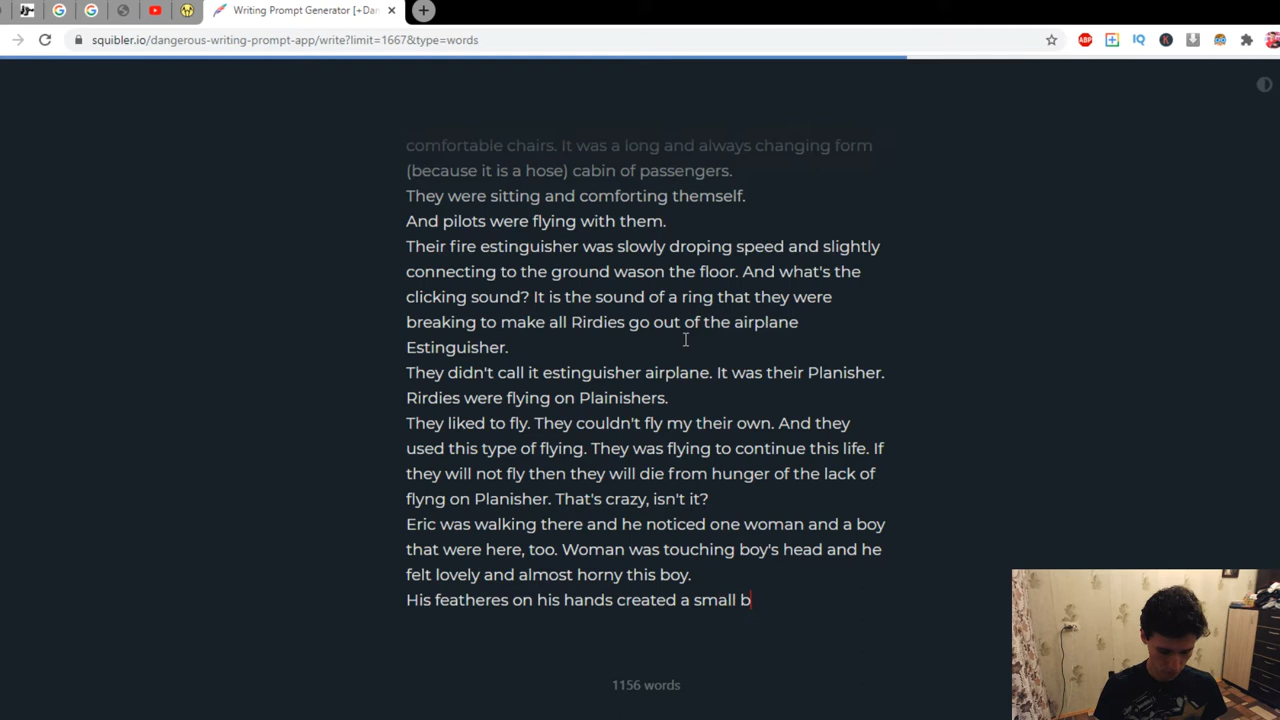 Writing Prompt Generator [+Da
squibler.io/dangerous-writing-prompt-app/write?limit=1667&type=words
ABP
IQ
K
comfortable chairs. It was a long and always changing form
(because it is a hose) cabin of passengers.
They were sitting and comforting themself.
And pilots were flying with them.
Their fire estinguisher was slowly droping speed and slightly
connecting to the ground wason the floor. And what's the
clicking sound? It is the sound of a ring that they were
breaking to make all Rirdies go out of the airplane
Estinguisher.
They didn't call it estinguisher airplane. It was their Planisher.
Rirdies were flying on Plainishers.
They liked to fly. They couldn't fly my their own. And they
used this type of flying. They was flying to continue this life. If
they will not fly then they will die from hunger of the lack of
flyng on Planisher. That's crazy, isn't it?
Eric was walking there and he noticed one woman and a boy
that were here, too. Woman was touching boy's head and he
felt lovely and almost horny this boy.
His featheres on his hands created a small b
1156 words